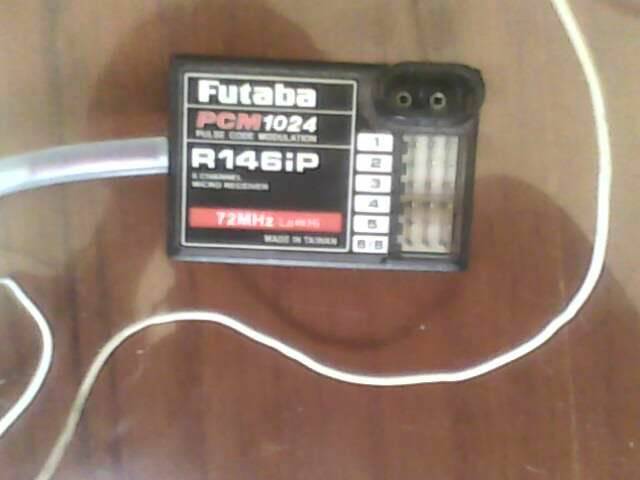 Futaba
PCM1024
PULSE CODE MODULATION
R146iP
6 CHANNEL
MICRO RECEIVER
72MHz
MADE IN TAIWAN
1
2
3
4
5
6/B